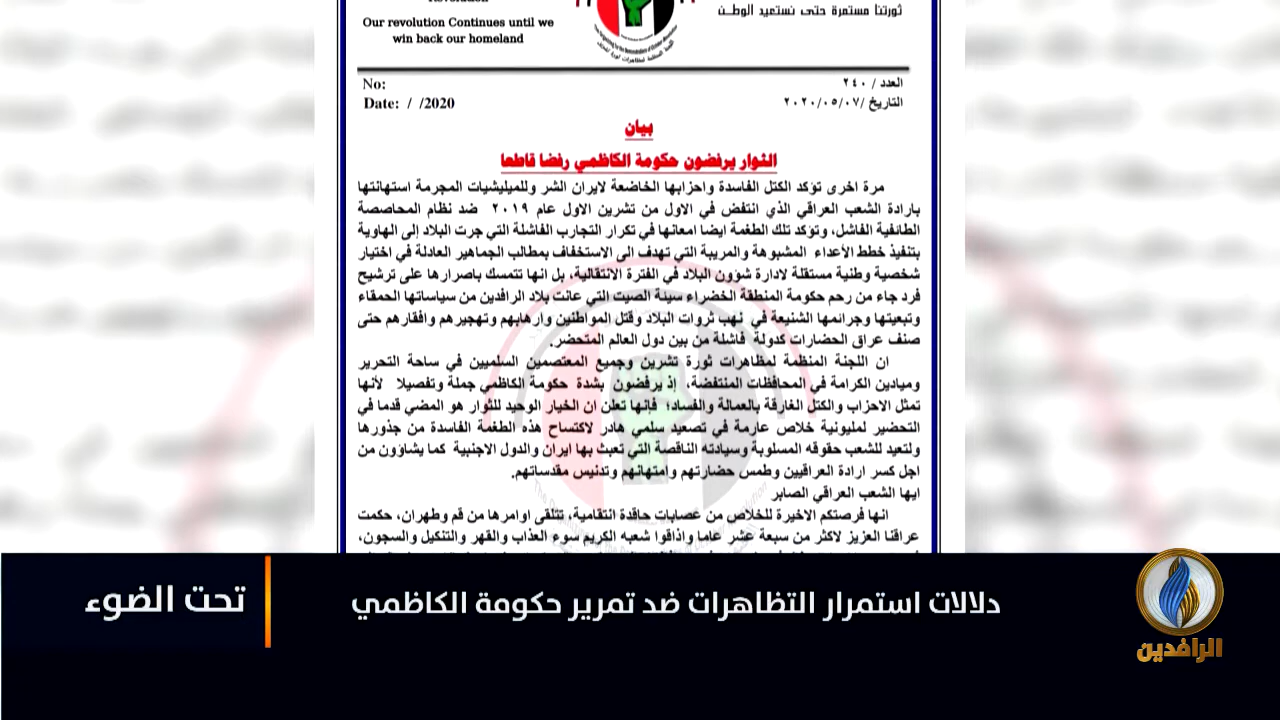 Revolution
Our revolution Continues until we
win back our homeland
ثورتنا مستمرة حتى نستعيد الوطن
No:
العدد / ٢٤٠
Date: / /2020
التاريخ /٢٠٢٠/٠٥/٠٧
بيان
الثوار يرفضون حكومة الكاظمي رفضا قاطعا
مرة اخرى تؤكد الكتل الفاسدة واحزابها الخاضعة لايران الشر وللميليشيات المجرمة استهانتها
بارادة الشعب العراقي الذي انتفض في الاول من تشرين الاول عام ٢٠١٩ ضد نظام المحاصصة
الطائفية الفاشل، وتؤكد تلك الطغمة ايضا امعانها في تكرار التجارب الفاشلة التي جرت البلاد إلى الهاوية
بتنفيذ خطط الأعداء المشبوهة والمريبة التي تهدف الى الاستخفاف بمطالب الجماهير العادلة في اختيار
شخصية وطنية مستقلة لادارة شؤون البلاد في الفترة الانتقالية، بل انها تتمسك باصرارها على ترشيح
فرد جاء من رحم حكومة المنطقة الخضراء سيئة الصيت التي عانت بلاد الرافدين من سياساتها الحمقاء
وتبعيتها وجرائمها الشنيعة في نهب ثروات البلاد وقتل المواطنين وارهابهم وتهجيرهم وافقارهم حتى
صنف عراق الحضارات كدولة فاشلة من بين دول العالم المتحضر.
ان اللجنة المنظمة لمظاهرات ثورة تشرين وجميع المعتصمين السلميين في ساحة التحرير
وميادين الكرامة في المحافظات المنتفضة، إذ يرفضون بشدة حكومة الكاظمي جملة وتفصيلا لأنها
تمثل الاحزاب والكتل الغارقة بالعمالة والفساد؛ فانها تعلن ان الخيار الوحيد للثوار هو المضي قدما في
التحضير لمليونية خلاص عارمة في تصعيد سلمي هادر لاكتساح هذه الطغمة الفاسدة من جذورها
ولتعيد للشعب حقوقه المسلوبة وسيادته الناقصة التي تعبث بها ايران والدول الاجنبية كما يشاؤون من
اجل كسر ارادة العراقيين وطمس حضارتهم وامتهانهم وتدنيس مقدساتهم.
ايها الشعب العراقي الصابر
انها فرصتكم الاخيرة للخلاص من عصابات حاقدة انتقامية، تتلقى اوامرها من قم وطهران، حكمت
عراقنا العزيز لاكثر من سبعة عشر عاما واذاقوا شعبه الكريم سوء العذاب والقهر والتنكيل والسجون،
دلالات استمرار التظاهرات ضد تمرير حكومة الكاظمي
تحت الضوء
الرافدين